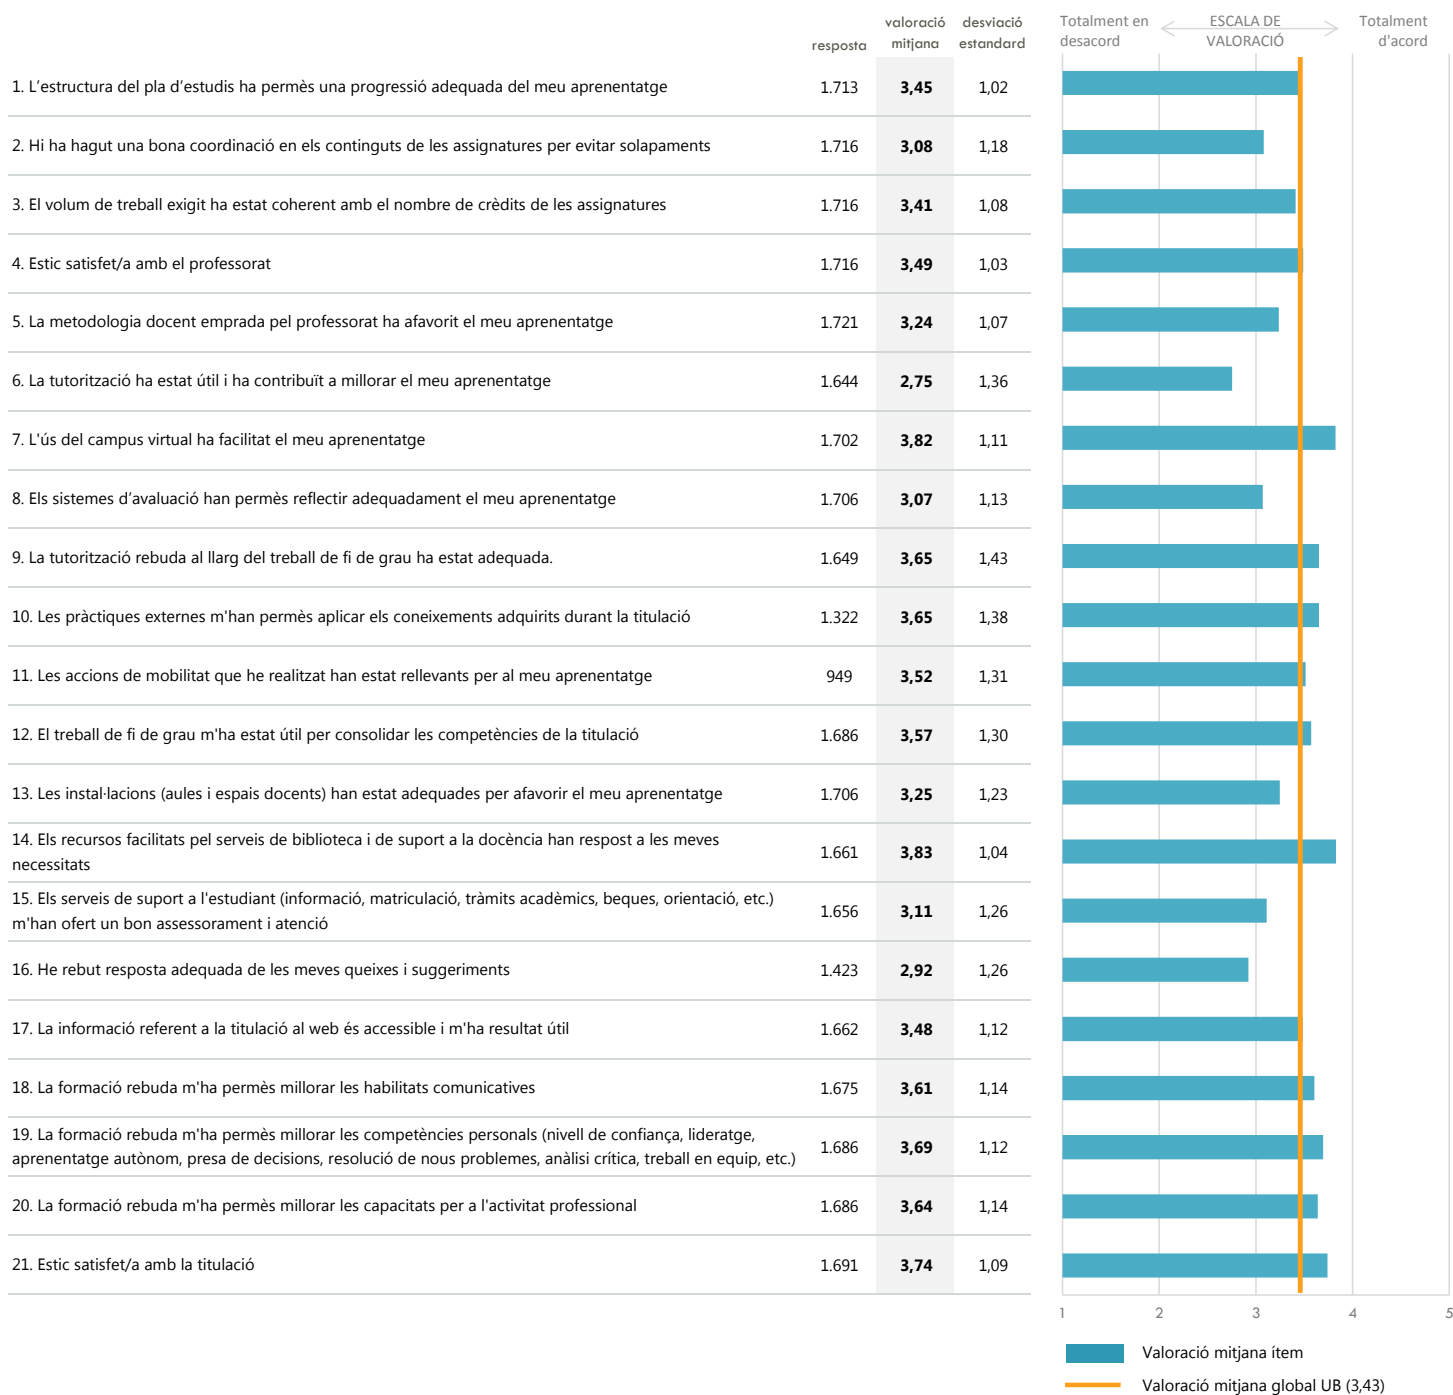 resposta valoració mitjana desviació estandard
Totalment en desacord ESCALA DE VALORACIÓ Totalment d'acord
1. L'estructura del pla d'estudis ha permès una progressió adequada del meu aprenentatge 1.713 3,45 1,02
2. Hi ha hagut una bona coordinació en els continguts de les assignatures per evitar solapaments 1.716 3,08 1,18
3. El volum de treball exigit ha estat coherent amb el nombre de crèdits de les assignatures 1.716 3,41 1,08
4. Estic satisfet/a amb el professorat 1.716 3,49 1,03
5. La metodologia docent emprada pel professorat ha afavorit el meu aprenentatge 1.721 3,24 1,07
6. La tutorització ha estat útil i ha contribuït a millorar el meu aprenentatge 1.644 2,75 1,36
7. L'ús del campus virtual ha facilitat el meu aprenentatge 1.702 3,82 1,11
8. Els sistemes d'avaluació han permès reflectir adequadament el meu aprenentatge 1.706 3,07 1,13
9. La tutorització rebuda al llarg del treball de fi de grau ha estat adequada. 1.649 3,65 1,43
10. Les pràctiques externes m'han permès aplicar els coneixements adquirits durant la titulació 1.322 3,65 1,38
11. Les accions de mobilitat que he realitzat han estat rellevants per al meu aprenentatge 949 3,52 1,31
12. El treball de fi de grau m'ha estat útil per consolidar les competències de la titulació 1.686 3,57 1,30
13. Les instal·lacions (aules i espais docents) han estat adequades per afavorir el meu aprenentatge 1.706 3,25 1,23
14. Els recursos facilitats pel serveis de biblioteca i de suport a la docència han respost a les meves
necessitats 1.661 3,83 1,04
15. Els serveis de suport a l'estudiant (informació, matriculació, tràmits acadèmics, beques, orientació, etc.)
m'han ofert un bon assessorament i atenció 1.656 3,11 1,26
16. He rebut resposta adequada de les meves queixes i suggeriments 1.423 2,92 1,26
17. La informació referent a la titulació al web és accessible i m'ha resultat útil 1.662 3,48 1,12
18. La formació rebuda m'ha permès millorar les habilitats comunicatives 1.675 3,61 1,14
19. La formació rebuda m'ha permès millorar les competències personals (nivell de confiança, lideratge,
aprenentatge autònom, presa de decisions, resolució de nous problemes, anàlisi crítica, treball en equip, etc.) 1.686 3,69 1,12
20. La formació rebuda m'ha permès millorar les capacitats per a l'activitat professional 1.686 3,64 1,14
21. Estic satisfet/a amb la titulació 1.691 3,74 1,09
1 2 3 4 5
Valoració mitjana ítem
Valoració mitjana global UB (3,43)